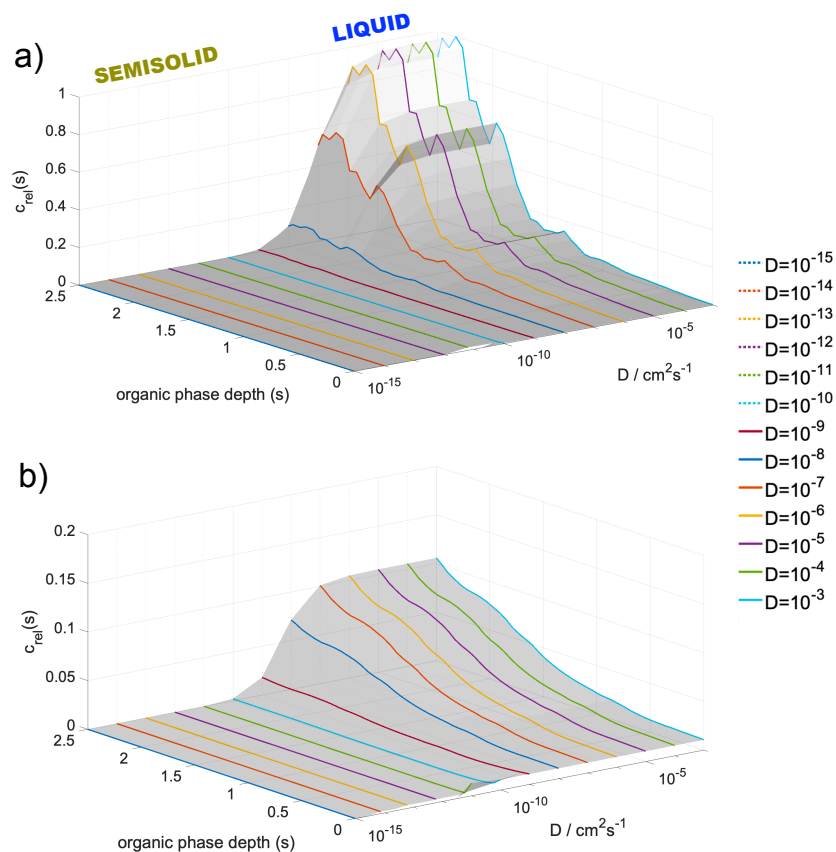 a)
SEMISOLID
LIQUID
1
0.8
0.6
0.4
0.2
0
c_rel(s)
2.5
2
1.5
1
0.5
0
organic phase depth (s)
10^-15
10^-10
10^-5
D / cm²s^-1
D=10^-15
D=10^-14
D=10^-13
D=10^-12
D=10^-11
D=10^-10
D=10^-9
D=10^-8
D=10^-7
D=10^-6
D=10^-5
D=10^-4
D=10^-3
b)
0.2
0.15
0.1
0.05
0
c_rel(s)
2.5
2
1.5
1
0.5
0
organic phase depth (s)
10^-15
10^-10
10^-5
D / cm²s^-1